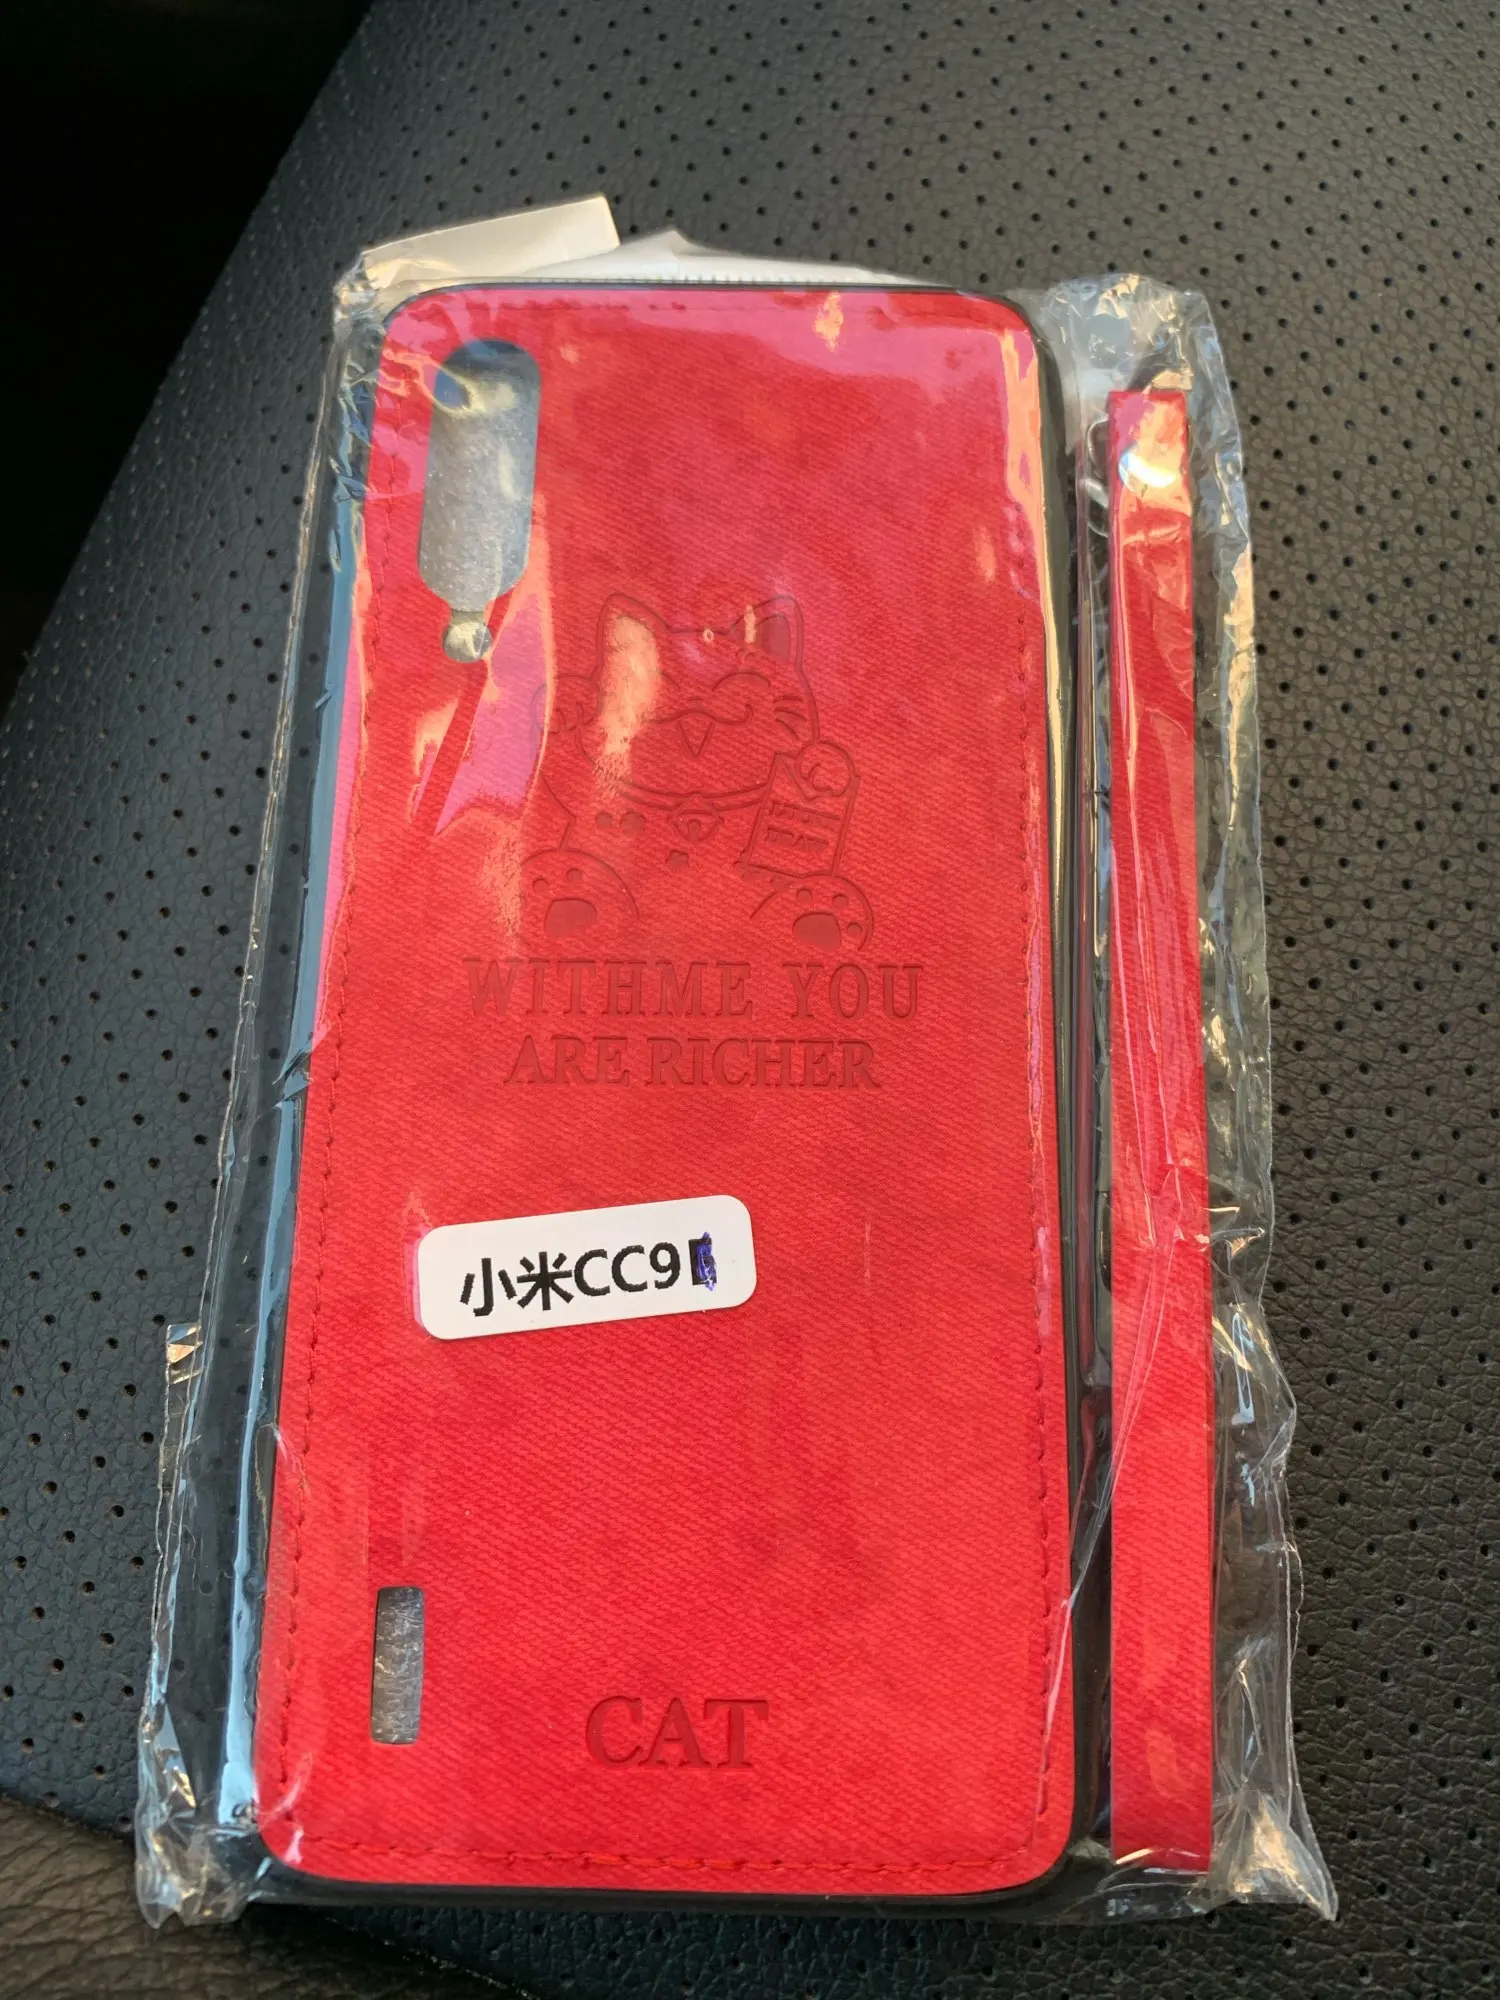 WITHME YOU
ARE RICHER
小米CC9
CAT